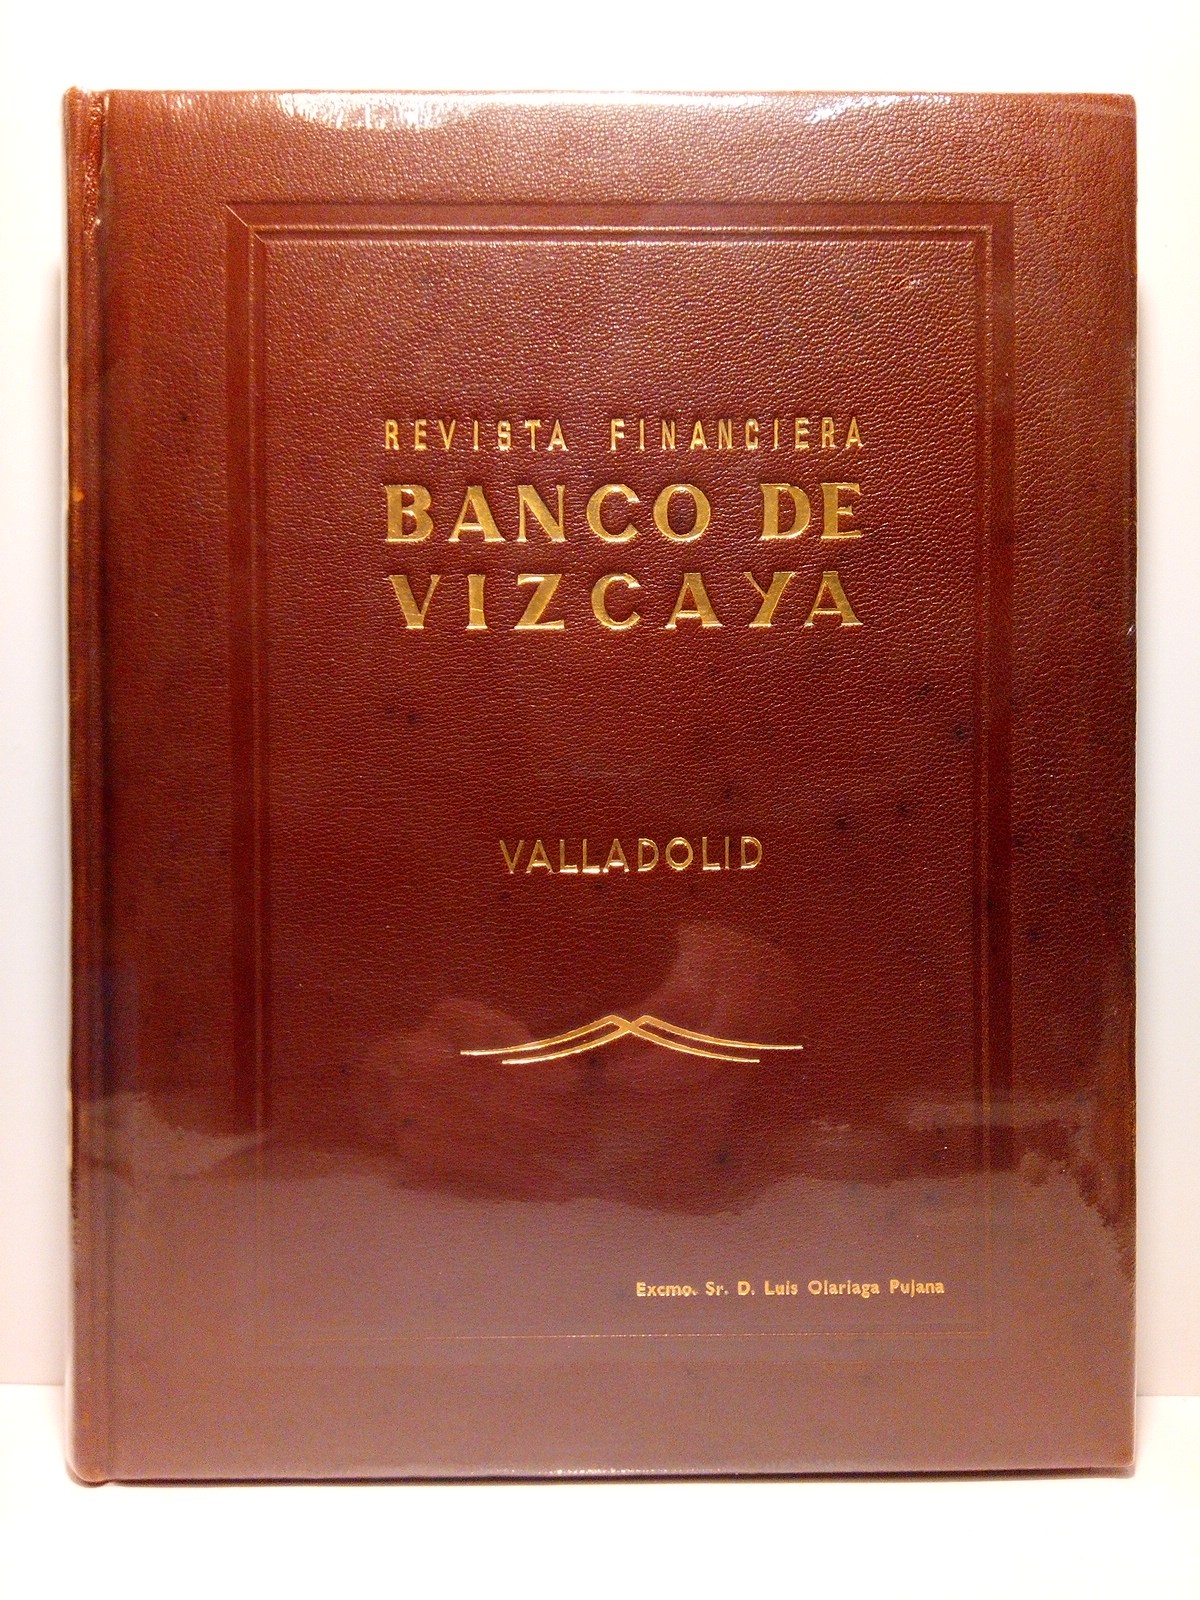 REVISTA FINANCIERA
BANCO DE
VIZCAYA
VALLADOLID
Excmo. Sr. D. Luis Olariaga Pujana